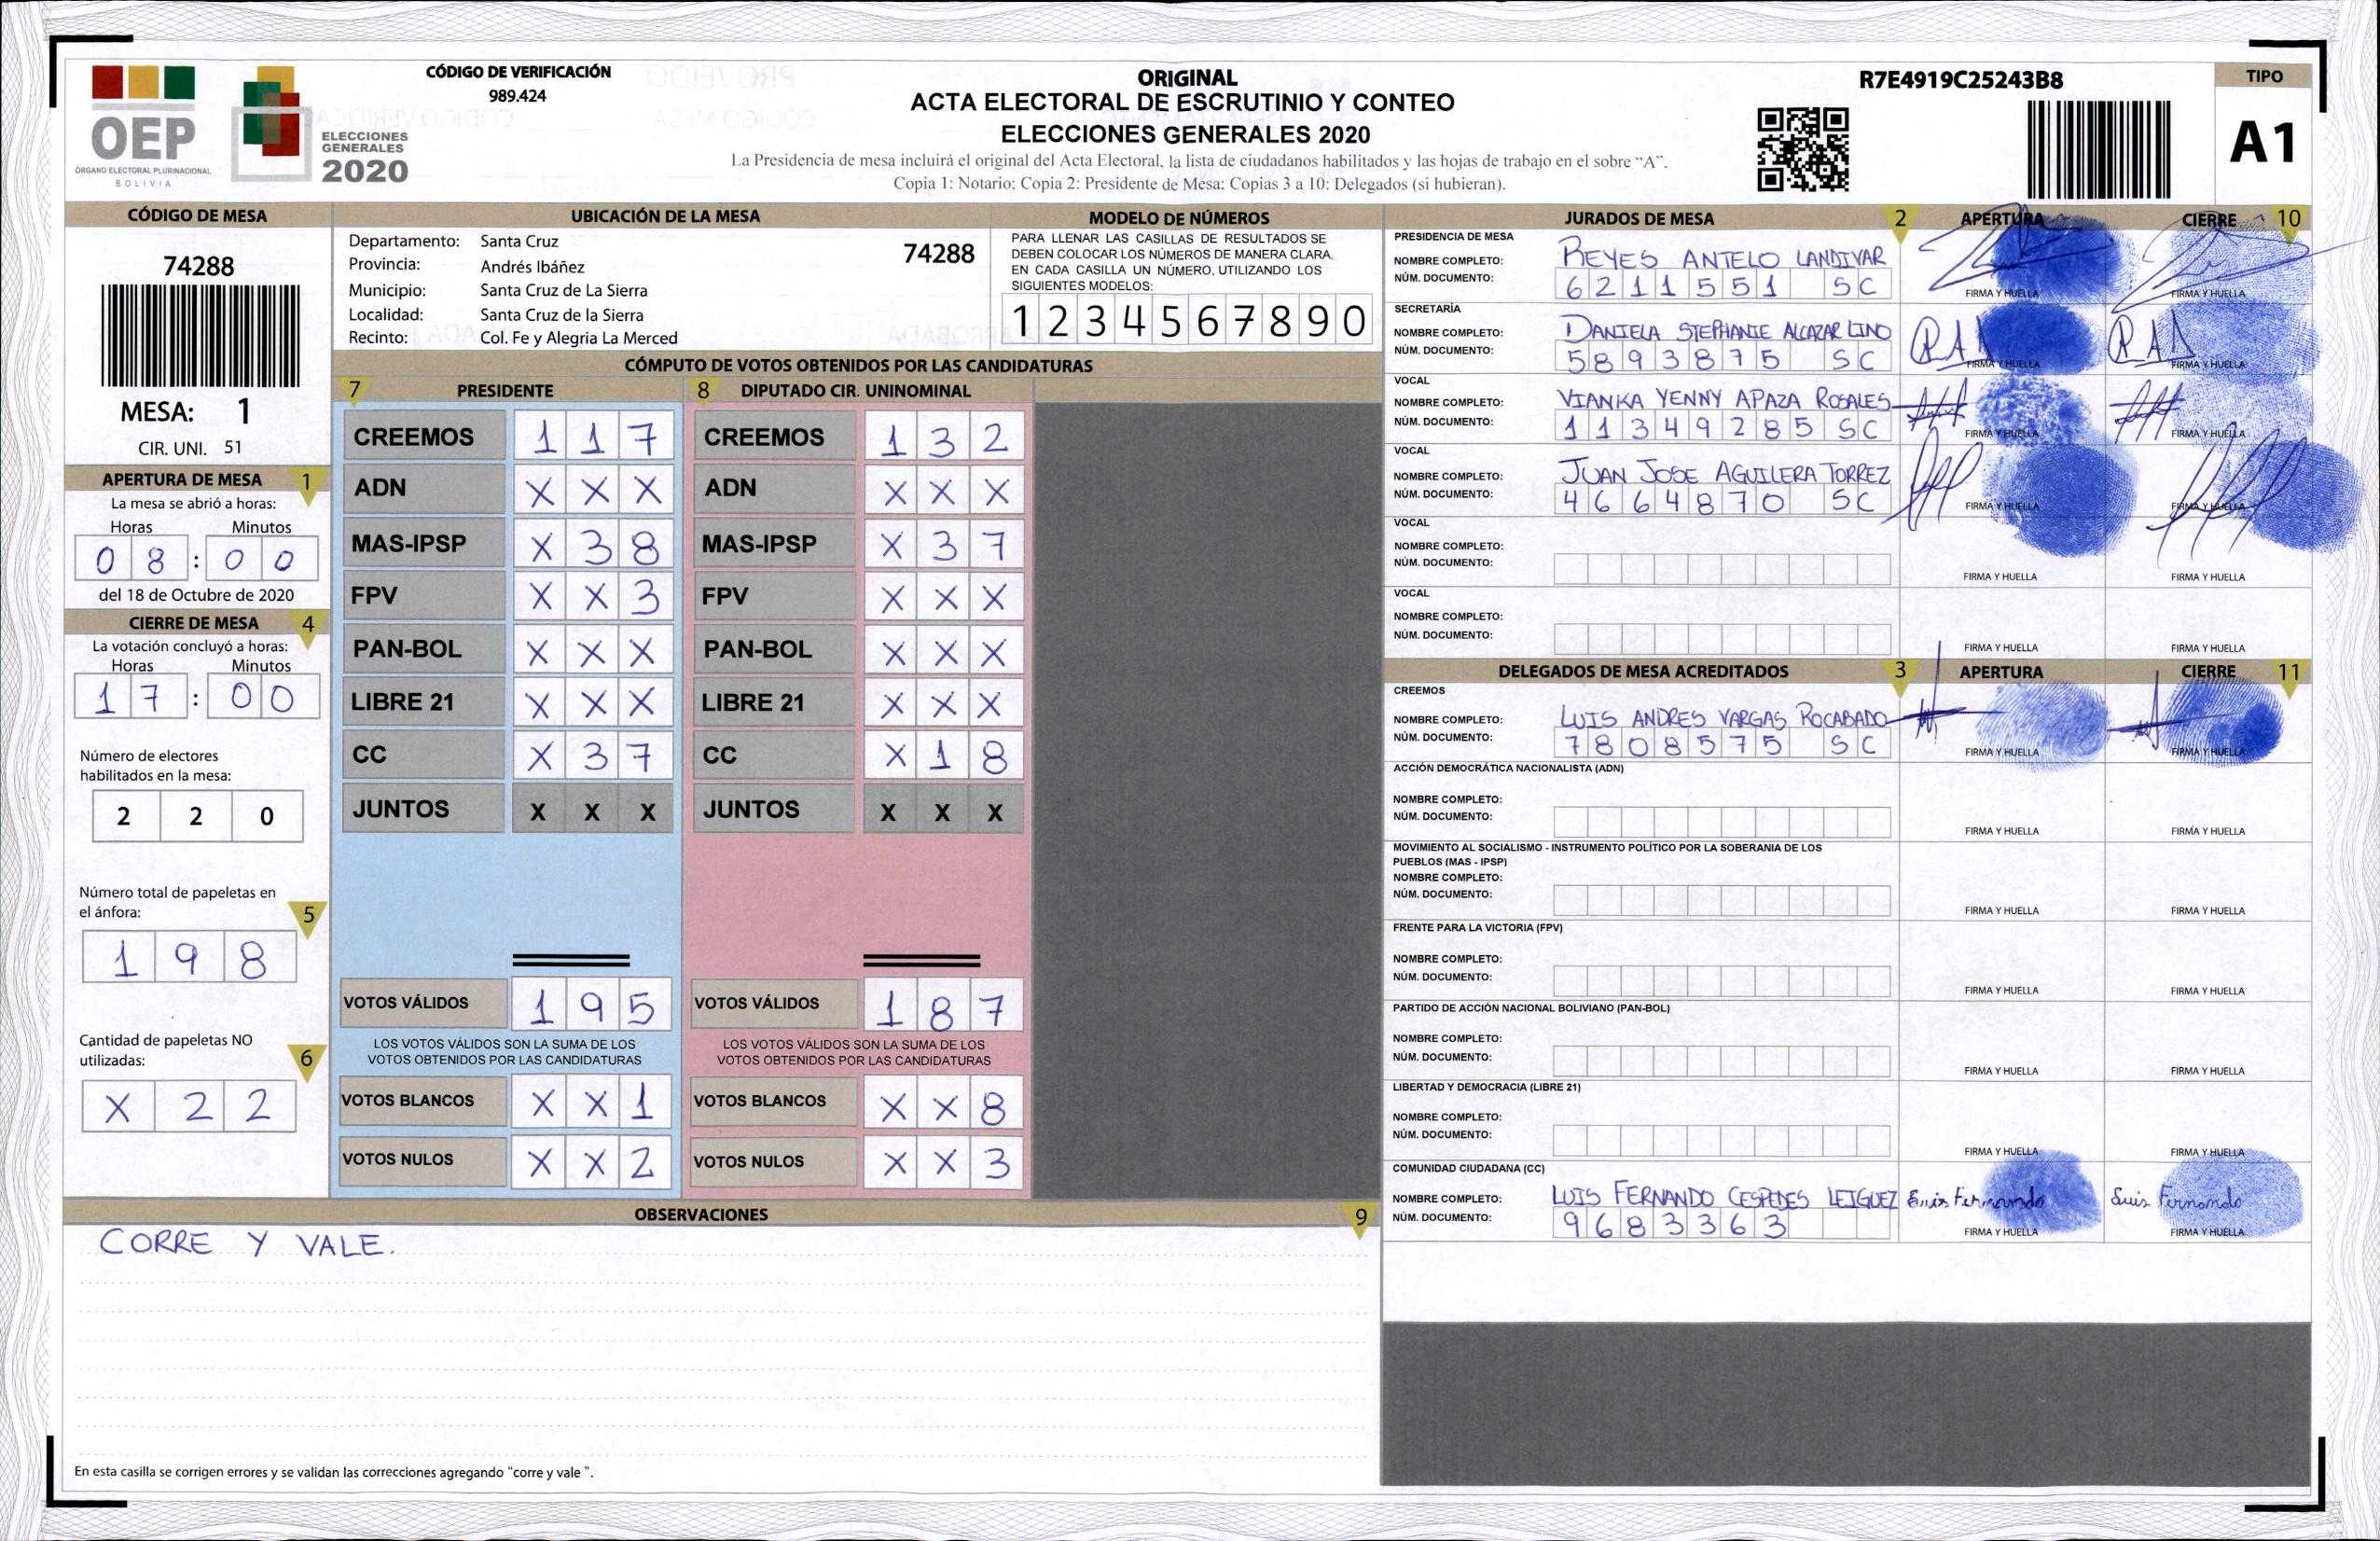 OEP
ÓRGANO ELECTORAL PLURINACIONAL
BOLIVIA
ELECCIONES
GENERALES
2020
CÓDIGO DE VERIFICACIÓN
989.424
ORIGINAL
ACTA ELECTORAL DE ESCRUTINIO Y CONTEO
ELECCIONES GENERALES 2020
La Presidencia de mesa incluirá el original del Acta Electoral, la lista de ciudadanos habilitados y las hojas de trabajo en el sobre “A”.
Copia 1: Notario; Copia 2: Presidente de Mesa; Copias 3 a 10: Delegados (si hubieran).
R7E4919C25243B8
TIPO
A1
CÓDIGO DE MESA
74288
MESA: 1
CIR. UNI. 51
APERTURA DE MESA 1
La mesa se abrió a horas:
Horas Minutos
0 8 : 0 0
del 18 de Octubre de 2020
CIERRE DE MESA 4
La votación concluyó a horas:
Horas Minutos
1 7 : 0 0
Número de electores
habilitados en la mesa:
2 2 0
Número total de papeletas en
el ánfora: 5
1 9 8
Cantidad de papeletas NO
utilizadas: 6
X 2 2
UBICACIÓN DE LA MESA
Departamento: Santa Cruz 74288
Provincia: Andrés Ibáñez
Municipio: Santa Cruz de La Sierra
Localidad: Santa Cruz de la Sierra
Recinto: Col. Fe y Alegria La Merced
MODELO DE NÚMEROS
PARA LLENAR LAS CASILLAS DE RESULTADOS SE
DEBEN COLOCAR LOS NÚMEROS DE MANERA CLARA.
EN CADA CASILLA UN NÚMERO, UTILIZANDO LOS
SIGUIENTES MODELOS:
1 2 3 4 5 6 7 8 9 0
CÓMPUTO DE VOTOS OBTENIDOS POR LAS CANDIDATURAS
7 PRESIDENTE
CREEMOS 1 1 7
ADN X X X
MAS-IPSP X 3 8
FPV X X 3
PAN-BOL X X X
LIBRE 21 X X X
CC X 3 7
JUNTOS X X X
VOTOS VÁLIDOS 1 9 5
LOS VOTOS VÁLIDOS SON LA SUMA DE LOS
VOTOS OBTENIDOS POR LAS CANDIDATURAS
VOTOS BLANCOS X X 1
VOTOS NULOS X X 2
8 DIPUTADO CIR. UNINOMINAL
CREEMOS 1 3 2
ADN X X X
MAS-IPSP X 3 7
FPV X X X
PAN-BOL X X X
LIBRE 21 X X X
CC X 1 8
JUNTOS X X X
VOTOS VÁLIDOS 1 8 7
LOS VOTOS VÁLIDOS SON LA SUMA DE LOS
VOTOS OBTENIDOS POR LAS CANDIDATURAS
VOTOS BLANCOS X X 8
VOTOS NULOS X X 3
OBSERVACIONES 9
CORRE Y VALE.
En esta casilla se corrigen errores y se validan las correcciones agregando "corre y vale ".
JURADOS DE MESA 2 APERTURA CIERRE 10
PRESIDENCIA DE MESA
NOMBRE COMPLETO: REYES ANTELO LANDIVAR
NÚM. DOCUMENTO: 6211551 SC FIRMA Y HUELLA FIRMA Y HUELLA
SECRETARÍA
NOMBRE COMPLETO: DANIELA STEPHANIE ALCAZAR LINO
NÚM. DOCUMENTO: 5893875 SC FIRMA Y HUELLA FIRMA Y HUELLA
VOCAL
NOMBRE COMPLETO: VIANKA YENNY APAZA ROSALES
NÚM. DOCUMENTO: 11349285 SC FIRMA Y HUELLA FIRMA Y HUELLA
VOCAL
NOMBRE COMPLETO: JUAN JOSE AGUILERA TORREZ
NÚM. DOCUMENTO: 4664870 SC FIRMA Y HUELLA FIRMA Y HUELLA
VOCAL
NOMBRE COMPLETO:
NÚM. DOCUMENTO: FIRMA Y HUELLA FIRMA Y HUELLA
VOCAL
NOMBRE COMPLETO:
NÚM. DOCUMENTO: FIRMA Y HUELLA FIRMA Y HUELLA
DELEGADOS DE MESA ACREDITADOS 3 APERTURA CIERRE 11
CREEMOS
NOMBRE COMPLETO: LUIS ANDRES VARGAS ROCABADO
NÚM. DOCUMENTO: 7808575 SC FIRMA Y HUELLA FIRMA Y HUELLA
ACCIÓN DEMOCRÁTICA NACIONALISTA (ADN)
NOMBRE COMPLETO:
NÚM. DOCUMENTO: FIRMA Y HUELLA FIRMA Y HUELLA
MOVIMIENTO AL SOCIALISMO - INSTRUMENTO POLÍTICO POR LA SOBERANIA DE LOS
PUEBLOS (MAS - IPSP)
NOMBRE COMPLETO:
NÚM. DOCUMENTO: FIRMA Y HUELLA FIRMA Y HUELLA
FRENTE PARA LA VICTORIA (FPV)
NOMBRE COMPLETO:
NÚM. DOCUMENTO: FIRMA Y HUELLA FIRMA Y HUELLA
PARTIDO DE ACCIÓN NACIONAL BOLIVIANO (PAN-BOL)
NOMBRE COMPLETO:
NÚM. DOCUMENTO: FIRMA Y HUELLA FIRMA Y HUELLA
LIBERTAD Y DEMOCRACIA (LIBRE 21)
NOMBRE COMPLETO:
NÚM. DOCUMENTO: FIRMA Y HUELLA FIRMA Y HUELLA
COMUNIDAD CIUDADANA (CC)
NOMBRE COMPLETO: LUIS FERNANDO CESPEDES LEIGUEZ Luis Fernando Luis Fernando
NÚM. DOCUMENTO: 9683363 FIRMA Y HUELLA FIRMA Y HUELLA